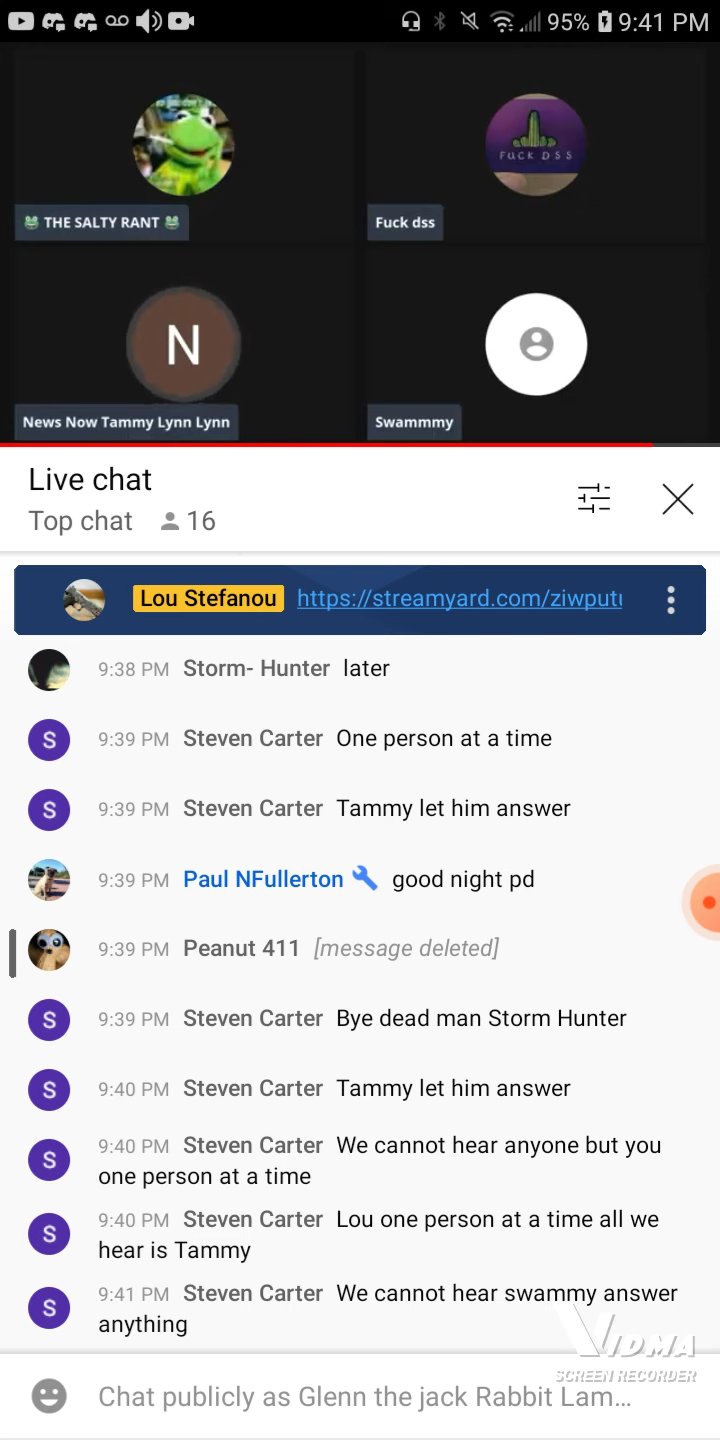 95% 9:41 PM
FUCK DSS
🐸 THE SALTY RANT 🐸
Fuck dss
N
News Now Tammy Lynn Lynn
Swammmy
Live chat
Top chat 16
Lou Stefanou https://streamyard.com/ziwputu
9:38 PM Storm- Hunter later
S 9:39 PM Steven Carter One person at a time
S 9:39 PM Steven Carter Tammy let him answer
9:39 PM Paul NFullerton 🔧 good night pd
9:39 PM Peanut 411 [message deleted]
S 9:39 PM Steven Carter Bye dead man Storm Hunter
S 9:40 PM Steven Carter Tammy let him answer
S 9:40 PM Steven Carter We cannot hear anyone but you
one person at a time
S 9:40 PM Steven Carter Lou one person at a time all we
hear is Tammy
S 9:41 PM Steven Carter We cannot hear swammy answer
anything
VIDMA
SCREEN RECORDER
Chat publicly as Glenn the jack Rabbit Lam...